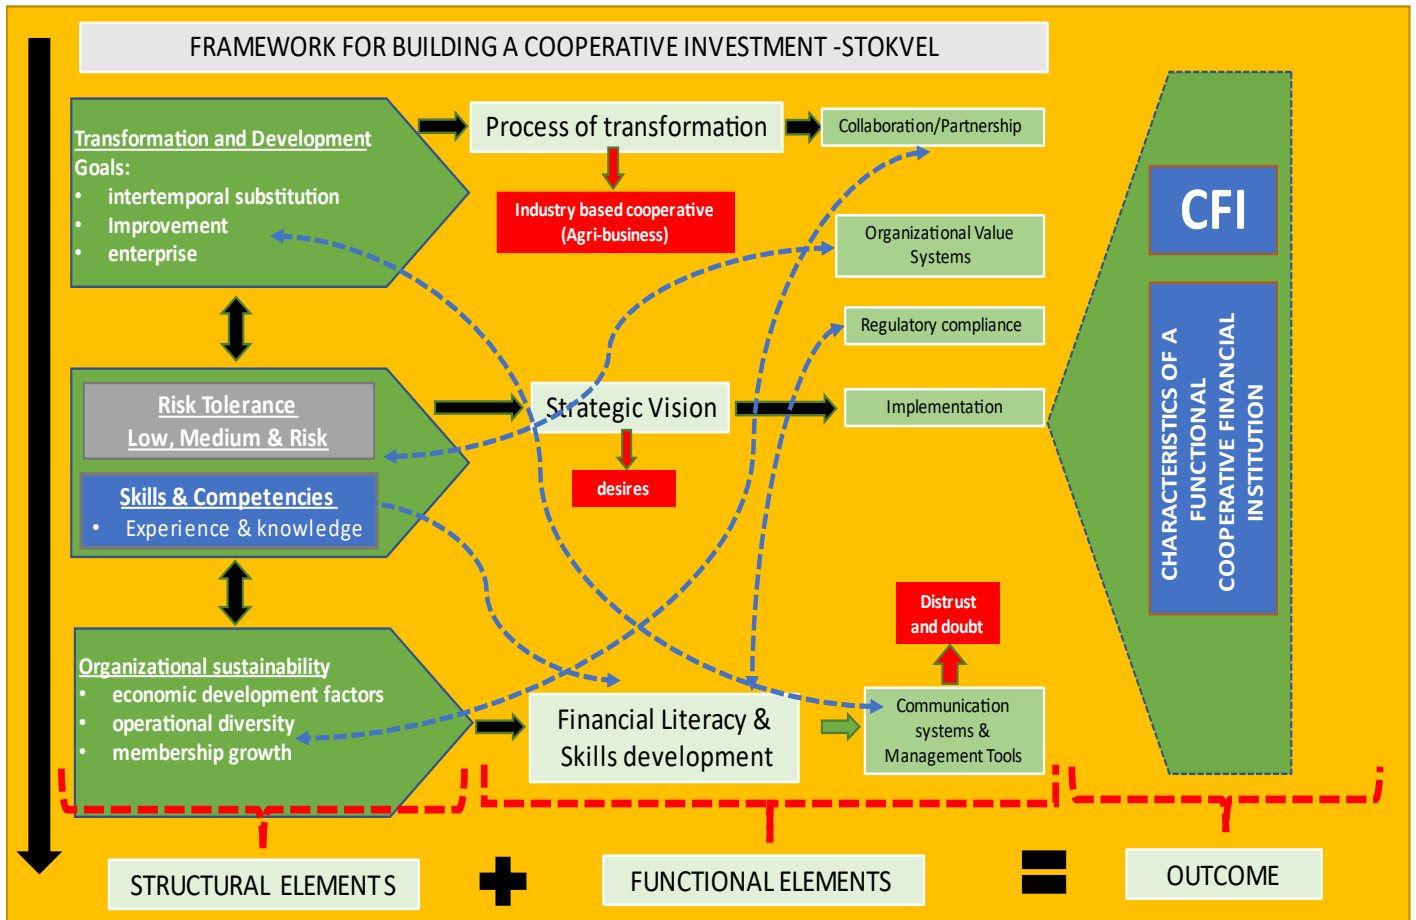 FRAMEWORK FOR BUILDING A COOPERATIVE INVESTMENT -STOKVEL
Transformation and Development
Goals:
• intertemporal substitution
• Improvement
• enterprise
Process of transformation
Industry based cooperative
(Agri-business)
Collaboration/Partnership
Organizational Value
Systems
Regulatory compliance
Risk Tolerance
Low, Medium & Risk
Skills & Competencies
• Experience & knowledge
Strategic Vision
desires
Implementation
Organizational sustainability
• economic development factors
• operational diversity
• membership growth
Financial Literacy &
Skills development
Distrust
and doubt
Communication
systems &
Management Tools
CFI
CHARACTERISTICS OF A
FUNCTIONAL
COOPERATIVE FINANCIAL
INSTITUTION
STRUCTURAL ELEMENTS
+
FUNCTIONAL ELEMENTS
=
OUTCOME